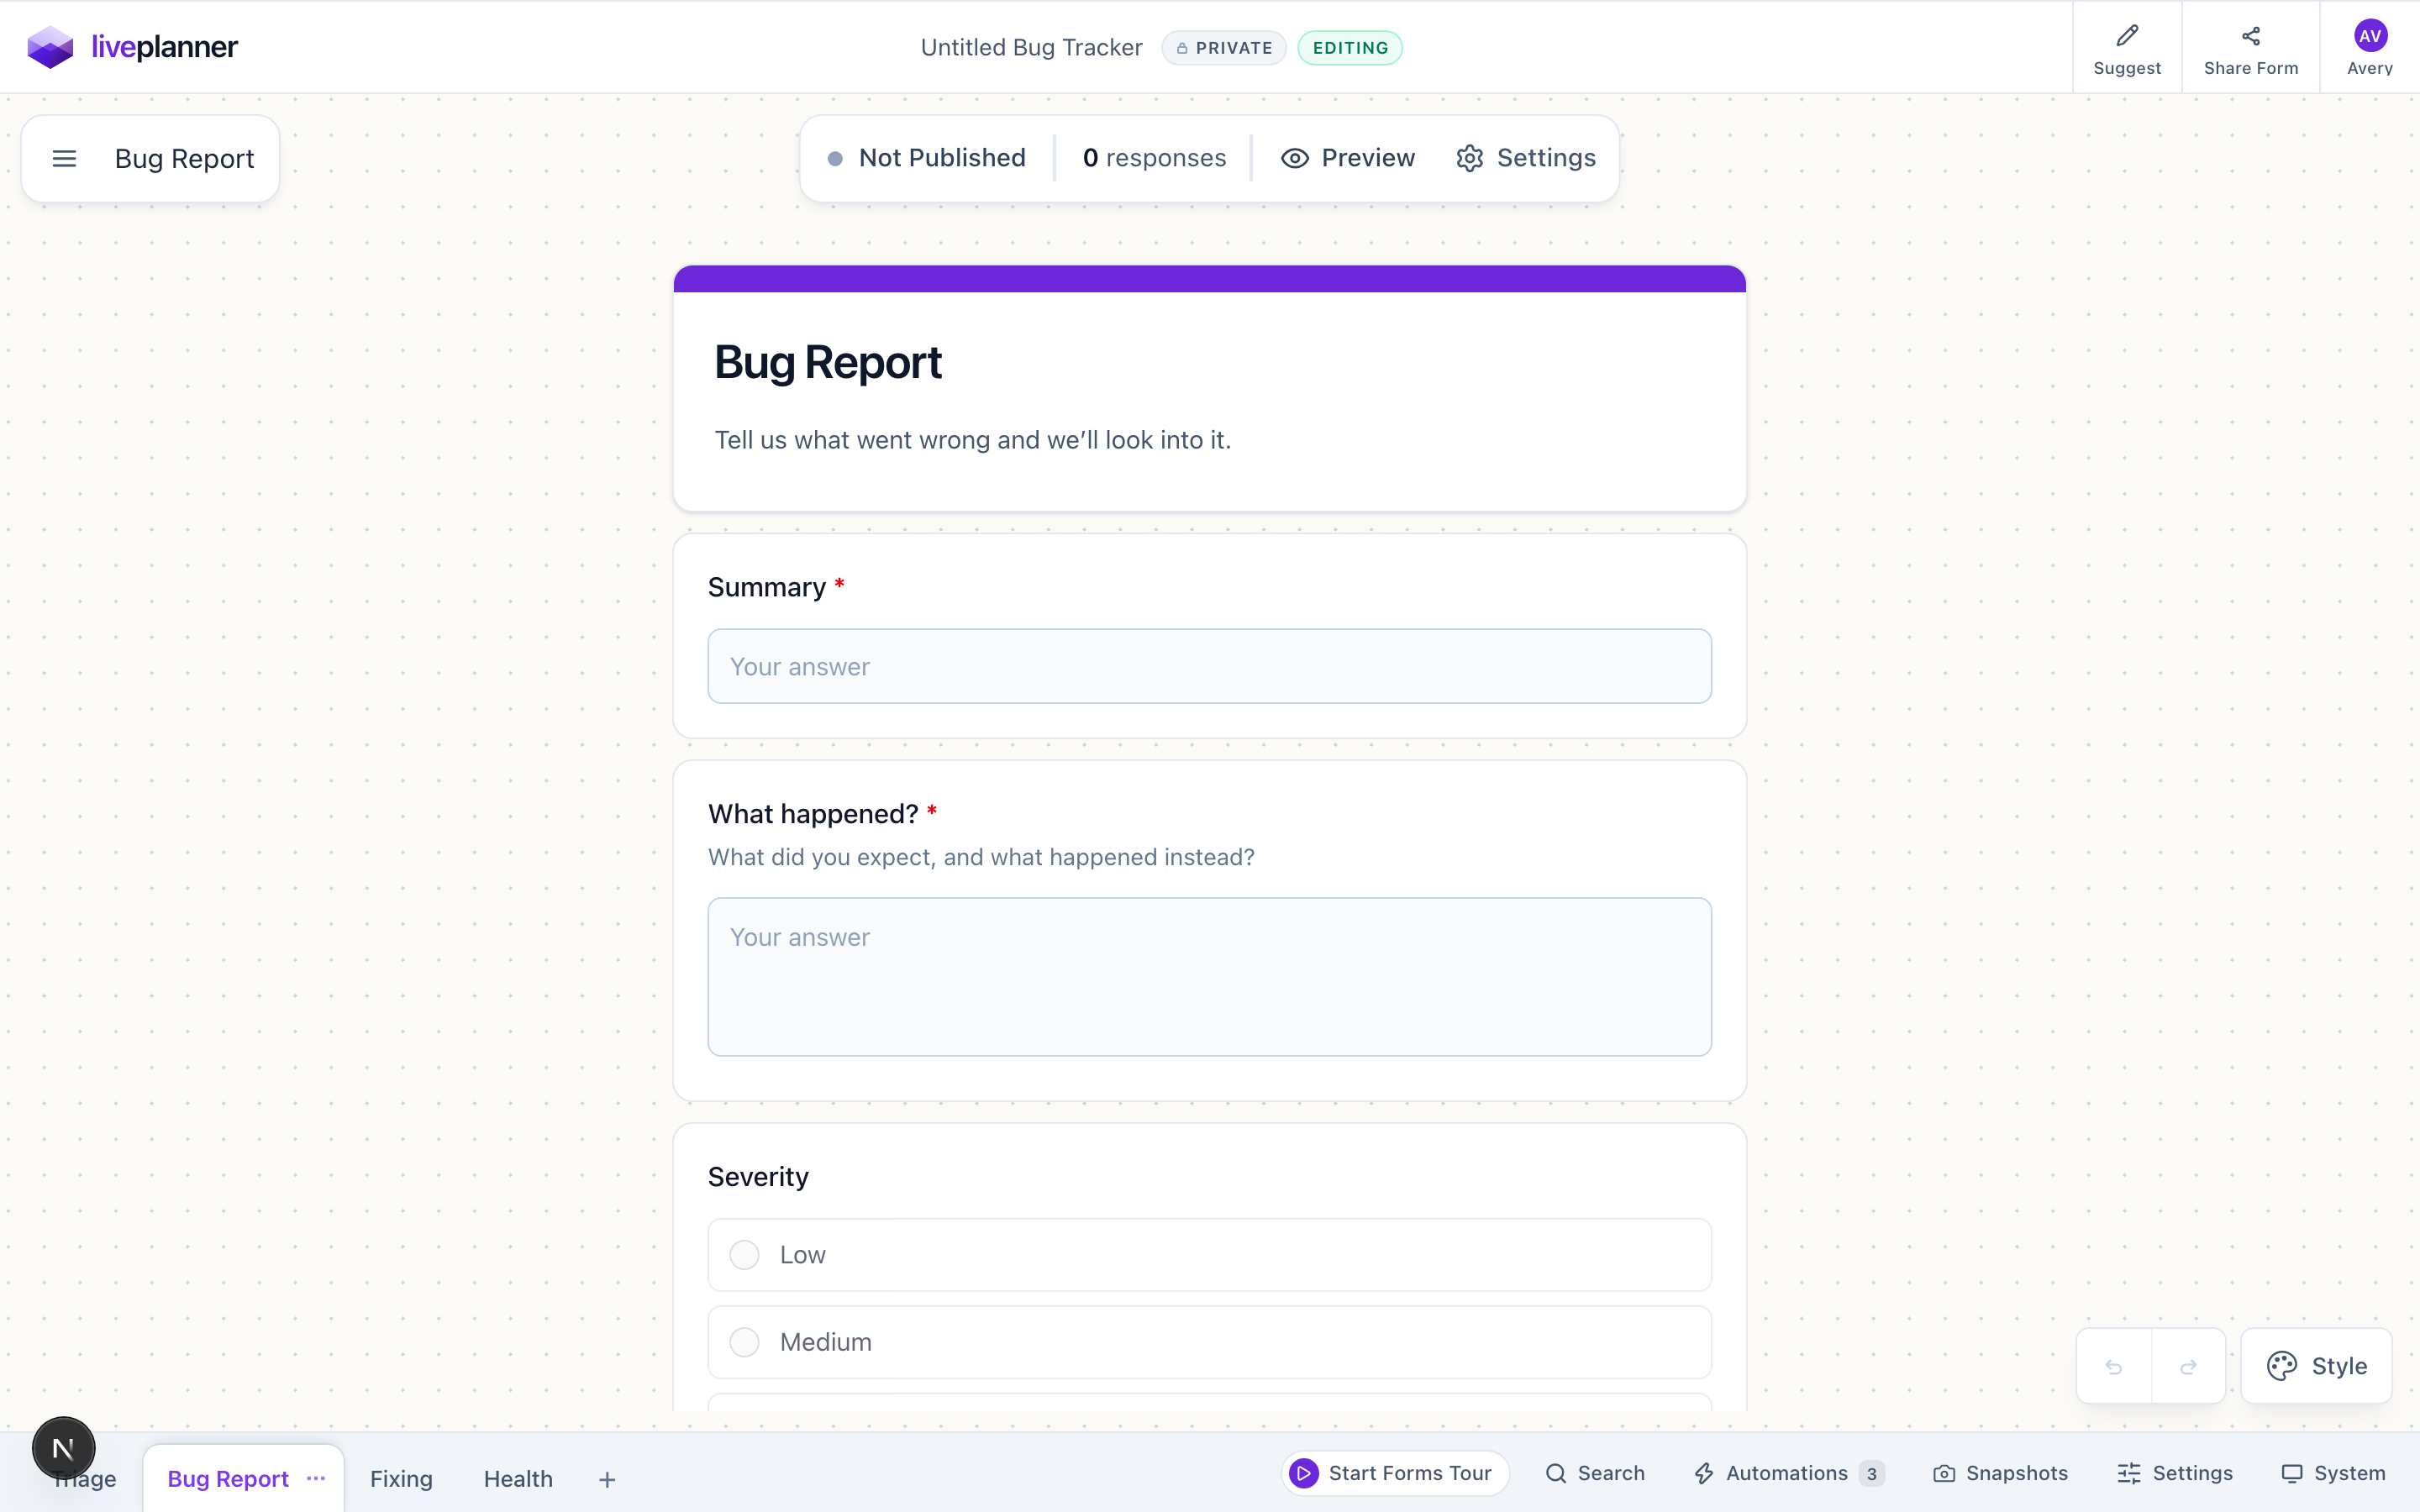 liveplanner
Untitled Bug Tracker PRIVATE EDITING
Suggest
Share Form
AV
Avery
Bug Report
Not Published 0 responses Preview Settings
Bug Report
Tell us what went wrong and we’ll look into it.
Summary *
Your answer
What happened? *
What did you expect, and what happened instead?
Your answer
Severity
Low
Medium
Style
N
Triage Bug Report ··· Fixing Health + Start Forms Tour Search Automations 3 Snapshots Settings System